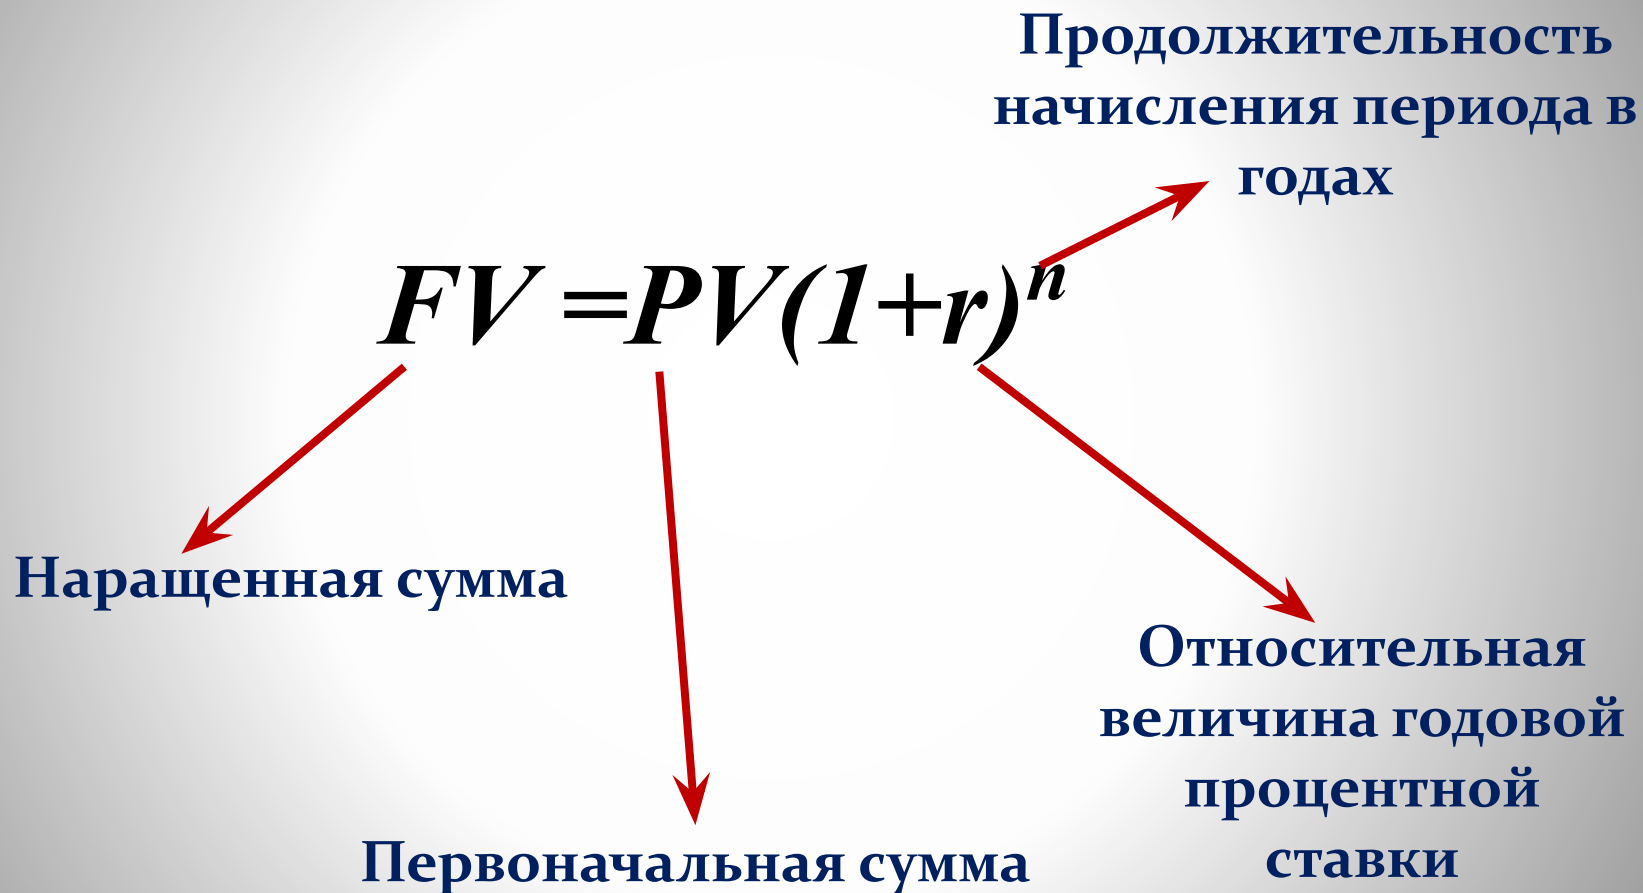 Продолжительность
начисления периода в
годах
FV =PV(1+r)ⁿ
Наращенная сумма
Относительная
величина годовой
процентной
ставки
Первоначальная сумма